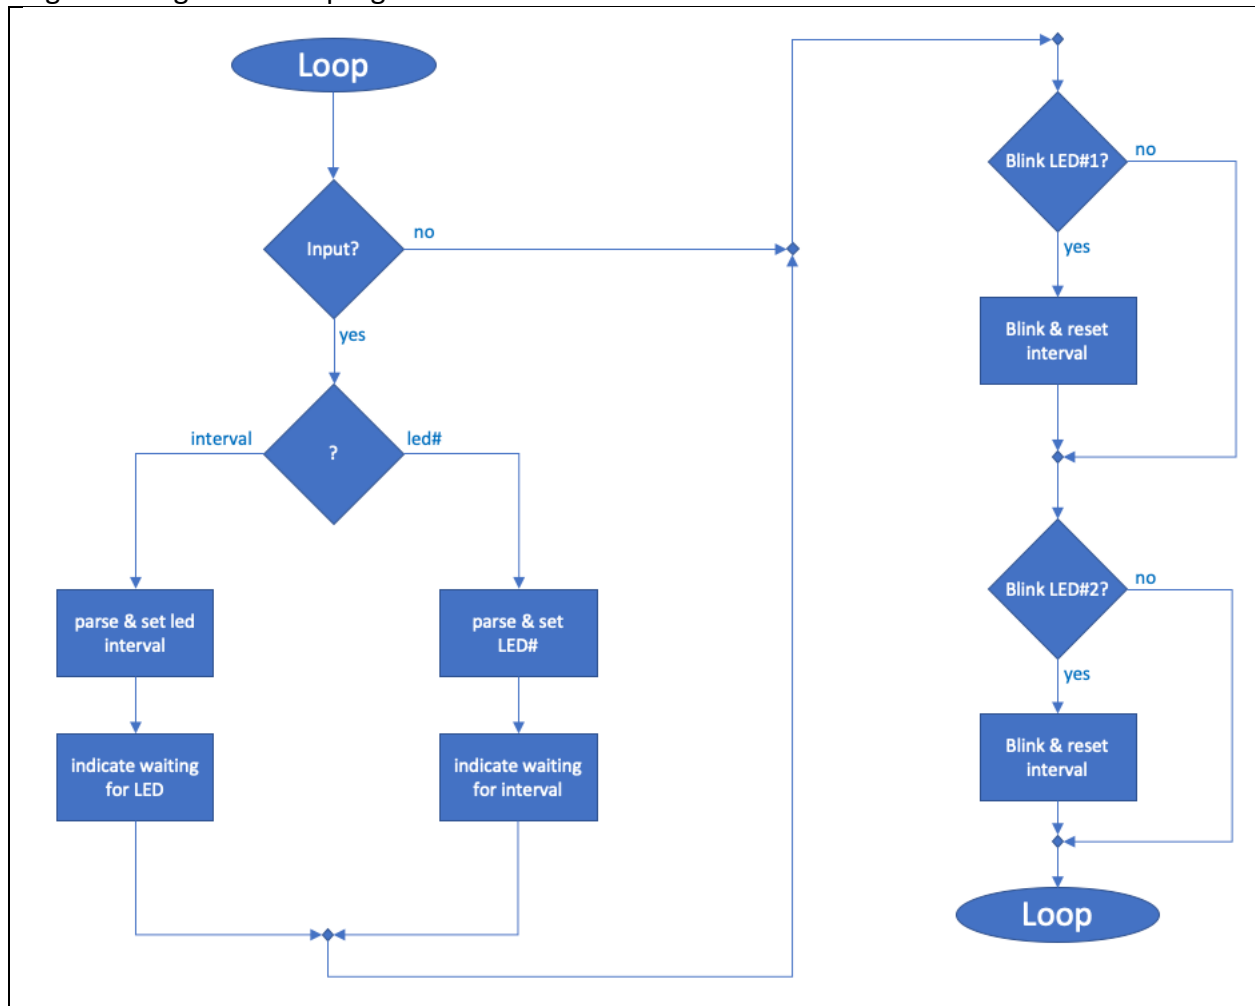 Loop
Input?
no
yes
interval
?
led#
parse & set led
interval
parse & set
LED#
indicate waiting
for LED
indicate waiting
for interval
Blink LED#1?
no
yes
Blink & reset
interval
Blink LED#2?
no
yes
Blink & reset
interval
Loop